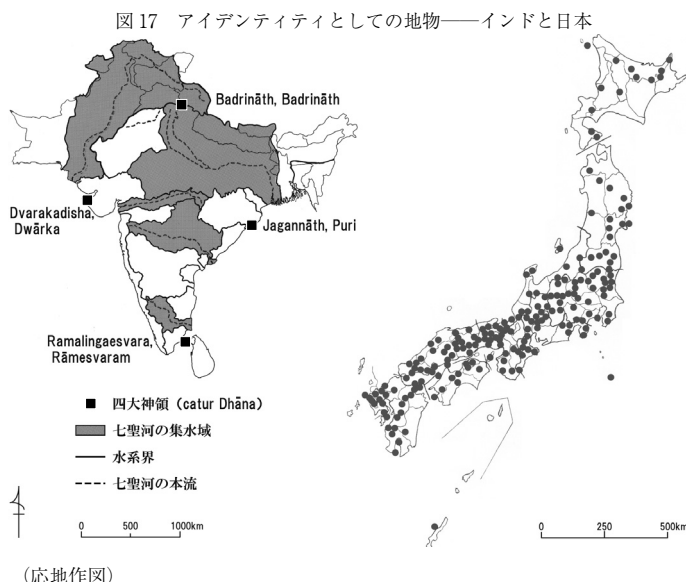 図17　アイデンティティとしての地物——インドと日本
Badrināth, Badrināth
Dvarakadisha,
Dwārka
Jagannāth, Puri
Ramalingaesvara,
Rāmesvaram
四大神領（catur Dhāna）
七聖河の集水域
水系界
七聖河の本流
0 500 1000km
0 250 500km
（応地作図）